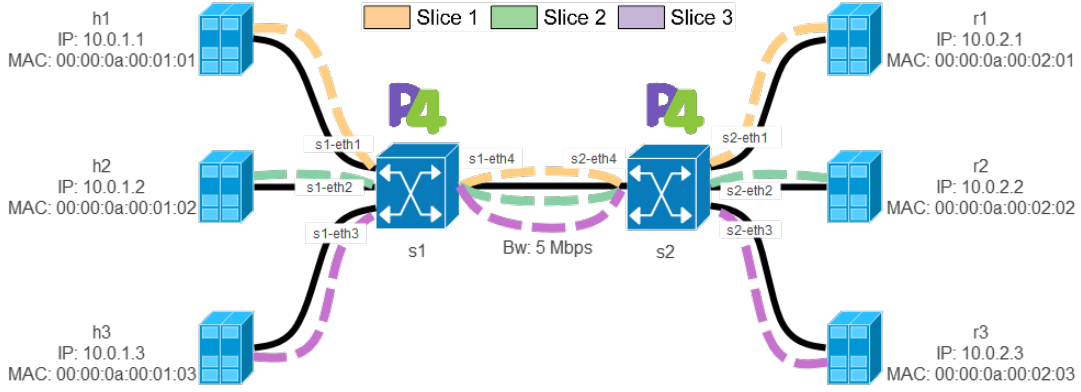 Slice 1 Slice 2 Slice 3
h1
IP: 10.0.1.1
MAC: 00:00:0a:00:01:01
r1
IP: 10.0.2.1
MAC: 00:00:0a:00:02:01
P4
P4
s1-eth1
s2-eth1
s1-eth4
s2-eth4
h2
IP: 10.0.1.2
MAC: 00:00:0a:00:01:02
s1-eth2
s2-eth2
r2
IP: 10.0.2.2
MAC: 00:00:0a:00:02:02
s1-eth3
s2-eth3
s1
Bw: 5 Mbps
s2
h3
IP: 10.0.1.3
MAC: 00:00:0a:00:01:03
r3
IP: 10.0.2.3
MAC: 00:00:0a:00:02:03